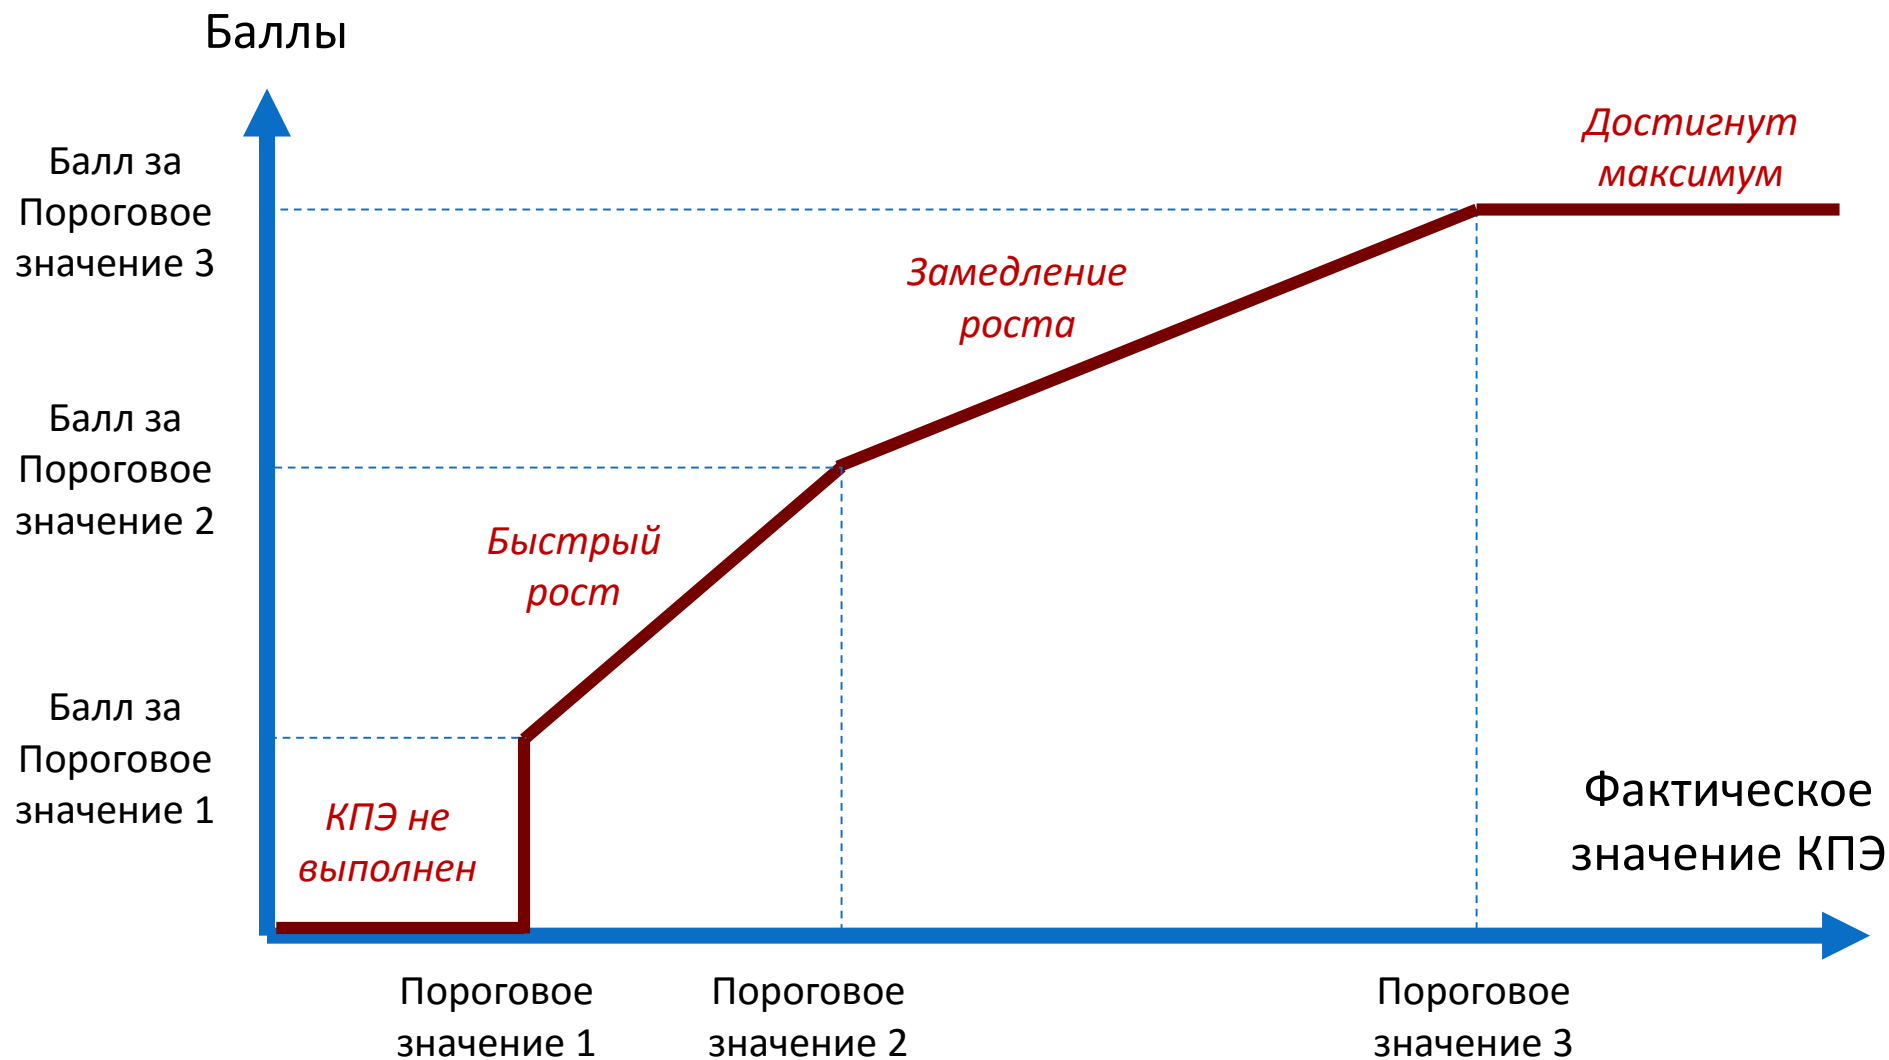 Баллы
Достигнут
максимум
Балл за
Пороговое
значение 3
Замедление
роста
Балл за
Пороговое
значение 2
Быстрый
рост
Балл за
Пороговое
значение 1
КПЭ не
выполнен
Фактическое
значение КПЭ
Пороговое
значение 1
Пороговое
значение 2
Пороговое
значение 3